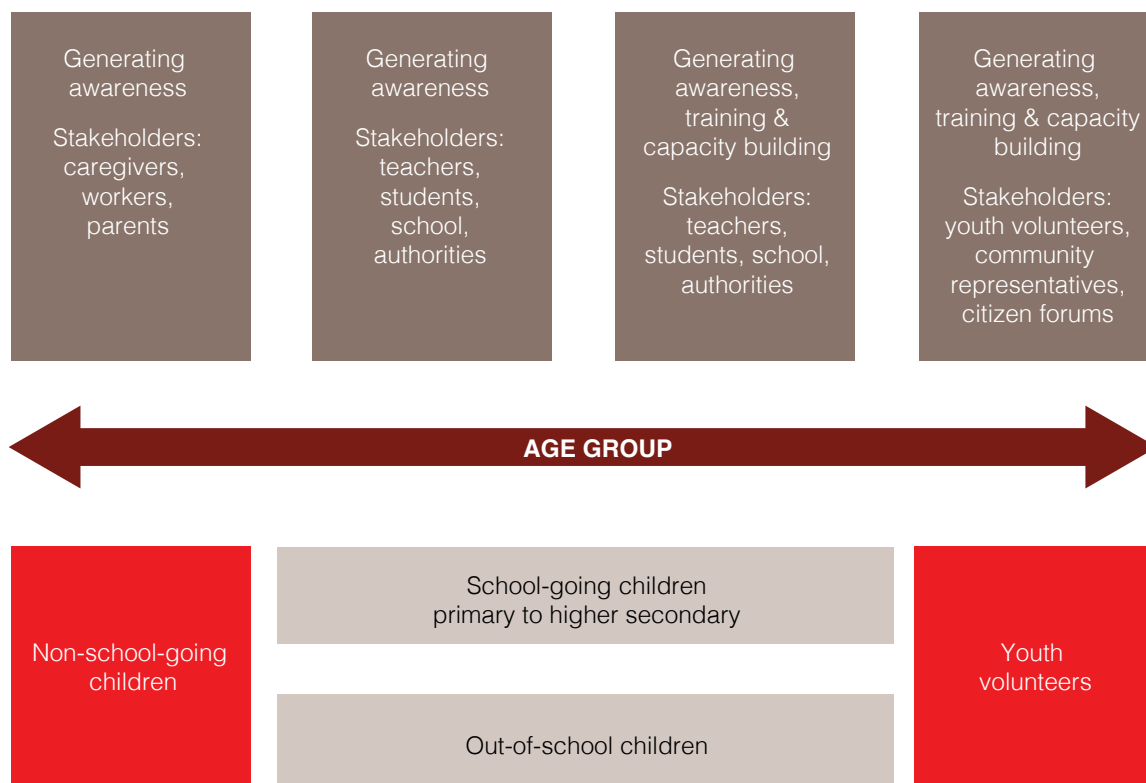 Generating
awareness
Stakeholders:
caregivers,
workers,
parents
Generating
awareness
Stakeholders:
teachers,
students,
school,
authorities
Generating
awareness,
training &
capacity building
Stakeholders:
teachers,
students, school,
authorities
Generating
awareness,
training & capacity
building
Stakeholders:
youth volunteers,
community
representatives,
citizen forums
AGE GROUP
Non-school-going
children
School-going children
primary to higher secondary
Out-of-school children
Youth
volunteers